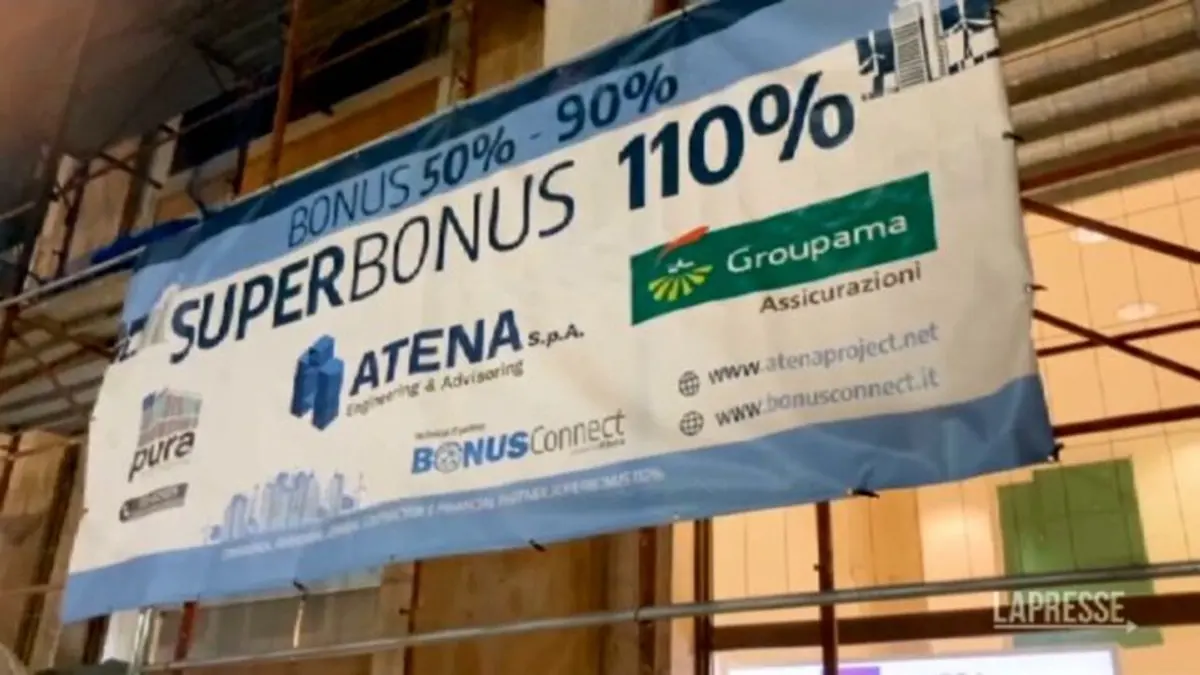 BONUS 50% - 90%
SUPERBONUS 110%
Groupama
Assicurazioni
ATENA S.p.A.
Engineering & Advisoring
www.atenaproject.net
www.bonusconnect.it
pura
BONUSConnect
LAPRESSE